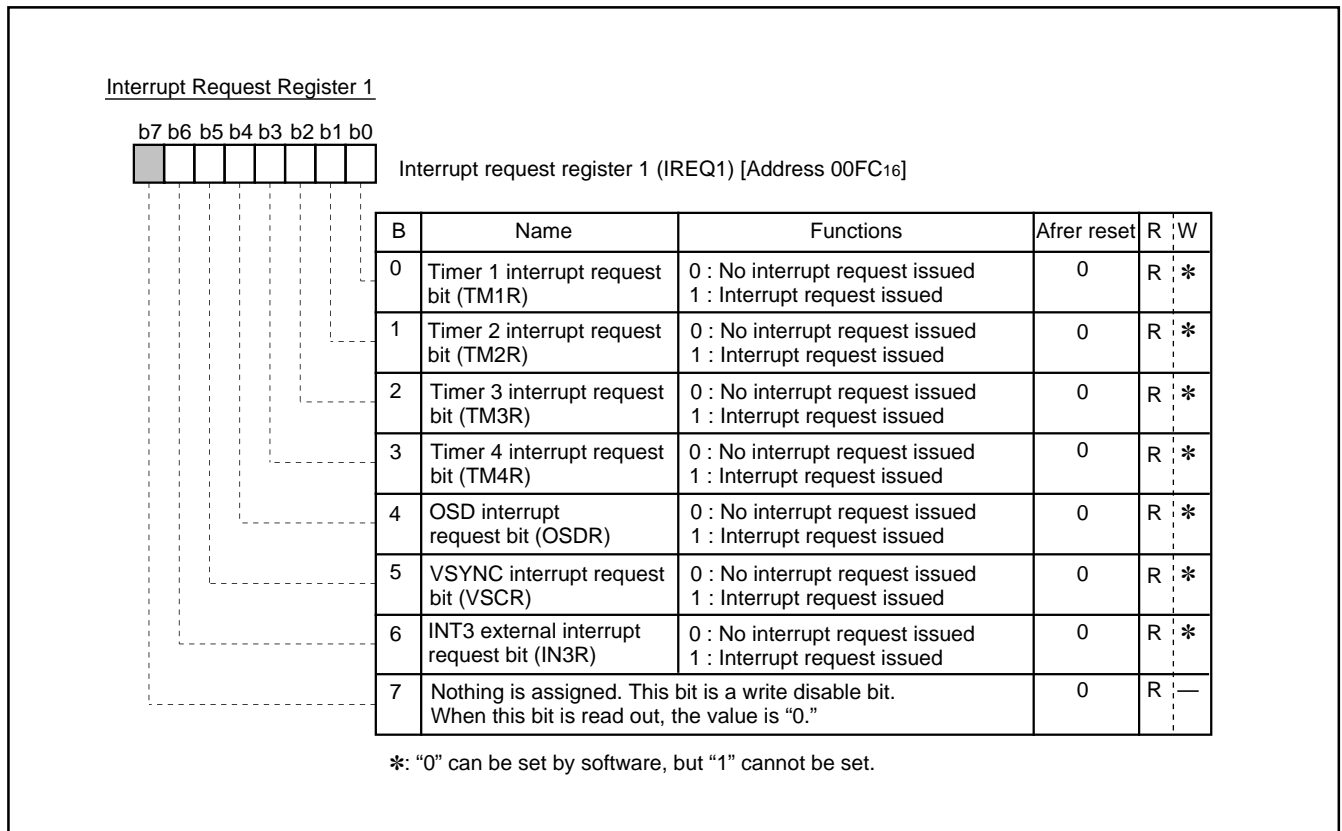 Interrupt Request Register 1
b7 b6 b5 b4 b3 b2 b1 b0
Interrupt request register 1 (IREQ1) [Address 00FC16]
B Name Functions Afrer reset R W
0 Timer 1 interrupt request bit (TM1R) 0 : No interrupt request issued 0 R ✻
1 : Interrupt request issued
1 Timer 2 interrupt request bit (TM2R) 0 : No interrupt request issued 0 R ✻
1 : Interrupt request issued
2 Timer 3 interrupt request bit (TM3R) 0 : No interrupt request issued 0 R ✻
1 : Interrupt request issued
3 Timer 4 interrupt request bit (TM4R) 0 : No interrupt request issued 0 R ✻
1 : Interrupt request issued
4 OSD interrupt request bit (OSDR) 0 : No interrupt request issued 0 R ✻
1 : Interrupt request issued
5 VSYNC interrupt request bit (VSCR) 0 : No interrupt request issued 0 R ✻
1 : Interrupt request issued
6 INT3 external interrupt request bit (IN3R) 0 : No interrupt request issued 0 R ✻
1 : Interrupt request issued
7 Nothing is assigned. This bit is a write disable bit. 0 R —
When this bit is read out, the value is “0.”
✻: “0” can be set by software, but “1” cannot be set.